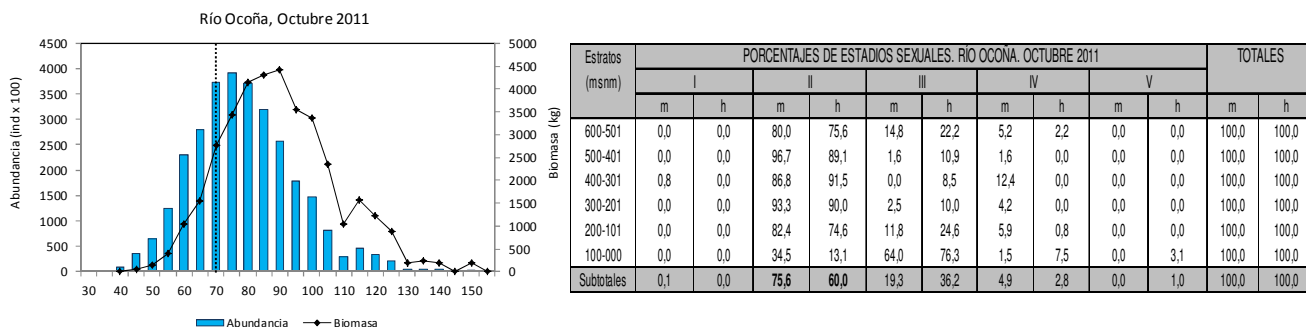 Río Ocoña, Octubre 2011
Abundancia (ind x 100)
4500
4000
3500
3000
2500
2000
1500
1000
500
0
5000
4500
4000
3500
3000
2500
2000
1500
1000
500
0
Biomasa (kg)
30 40 50 60 70 80 90 100 110 120 130 140 150
Abundancia Biomasa
Estratos (msnm) PORCENTAJES DE ESTADIOS SEXUALES. RÍO OCOÑA. OCTUBRE 2011 TOTALES
I II III IV V
m h m h m h m h m h m h
600-501 0,0 0,0 80,0 75,6 14,8 22,2 5,2 2,2 0,0 0,0 100,0 100,0
500-401 0,0 0,0 96,7 89,1 1,6 10,9 1,6 0,0 0,0 0,0 100,0 100,0
400-301 0,8 0,0 86,8 91,5 0,0 8,5 12,4 0,0 0,0 0,0 100,0 100,0
300-201 0,0 0,0 93,3 90,0 2,5 10,0 4,2 0,0 0,0 0,0 100,0 100,0
200-101 0,0 0,0 82,4 74,6 11,8 24,6 5,9 0,8 0,0 0,0 100,0 100,0
100-000 0,0 0,0 34,5 13,1 64,0 76,3 1,5 7,5 0,0 3,1 100,0 100,0
Subtotales 0,1 0,0 75,6 60,0 19,3 36,2 4,9 2,8 0,0 1,0 100,0 100,0